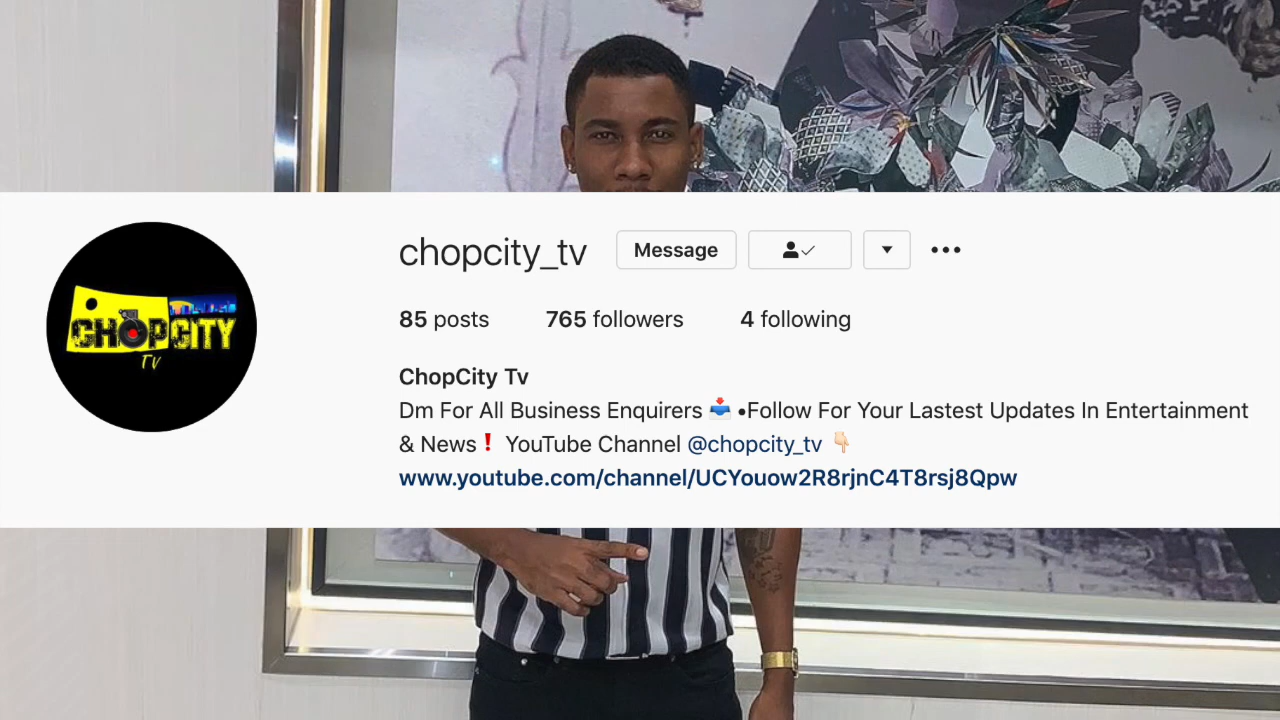 chopcity_tv Message
85 posts 765 followers 4 following
CHOPCITY
TV
ChopCity Tv
Dm For All Business Enquirers 📥 •Follow For Your Lastest Updates In Entertainment
& News❗ YouTube Channel @chopcity_tv 👇🏻
www.youtube.com/channel/UCYouow2R8rjnC4T8rsj8Qpw